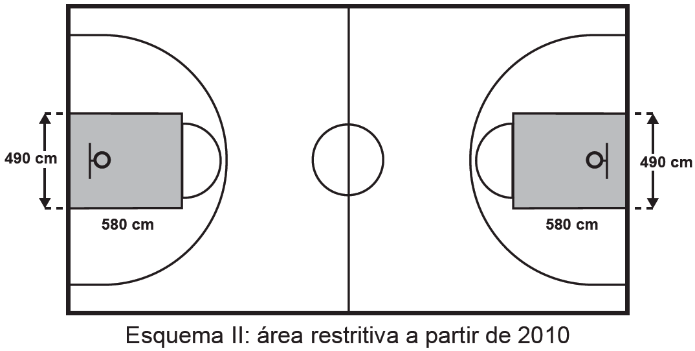 490 cm
490 cm
580 cm
580 cm
Esquema II: área restritiva a partir de 2010